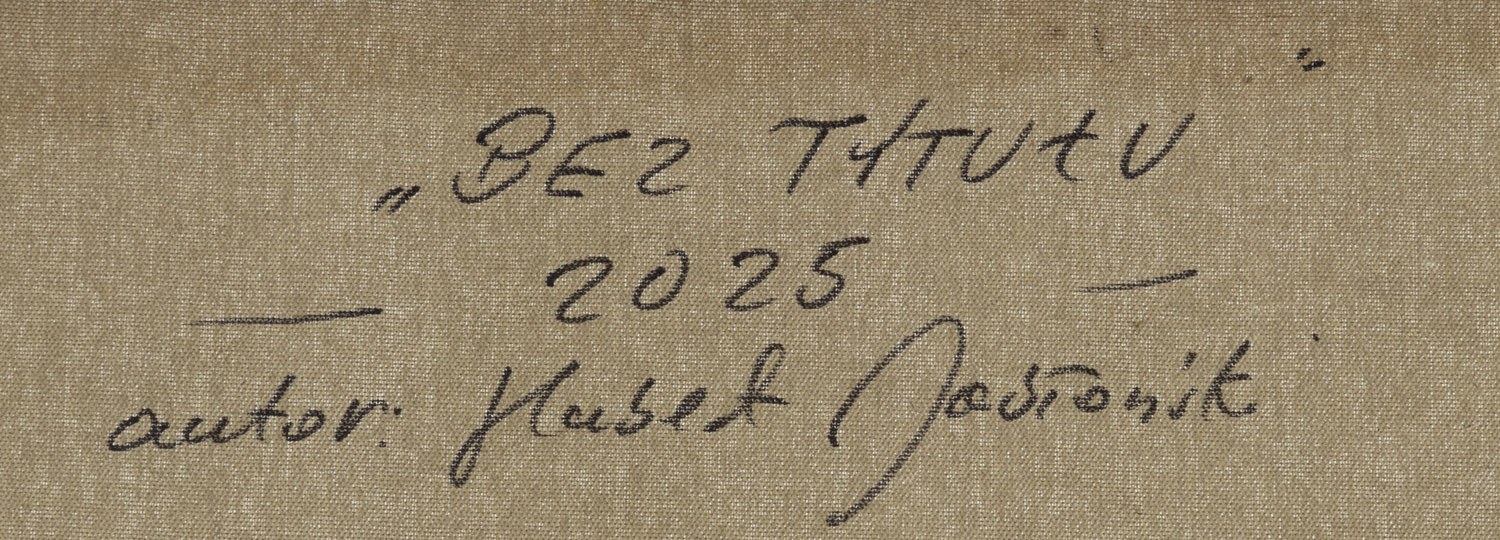 „BEZ TYTUŁU"
— 2025 —
autor: Hubert